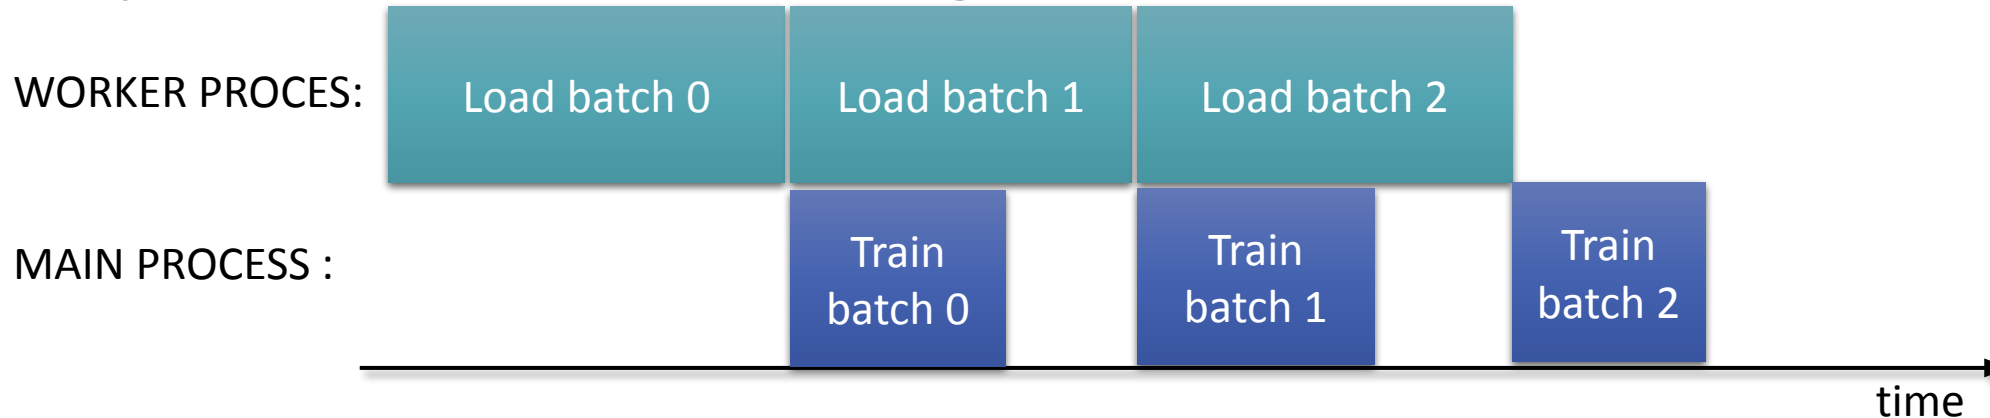 WORKER PROCES:
Load batch 0
Load batch 1
Load batch 2
MAIN PROCESS :
Train
batch 0
Train
batch 1
Train
batch 2
time